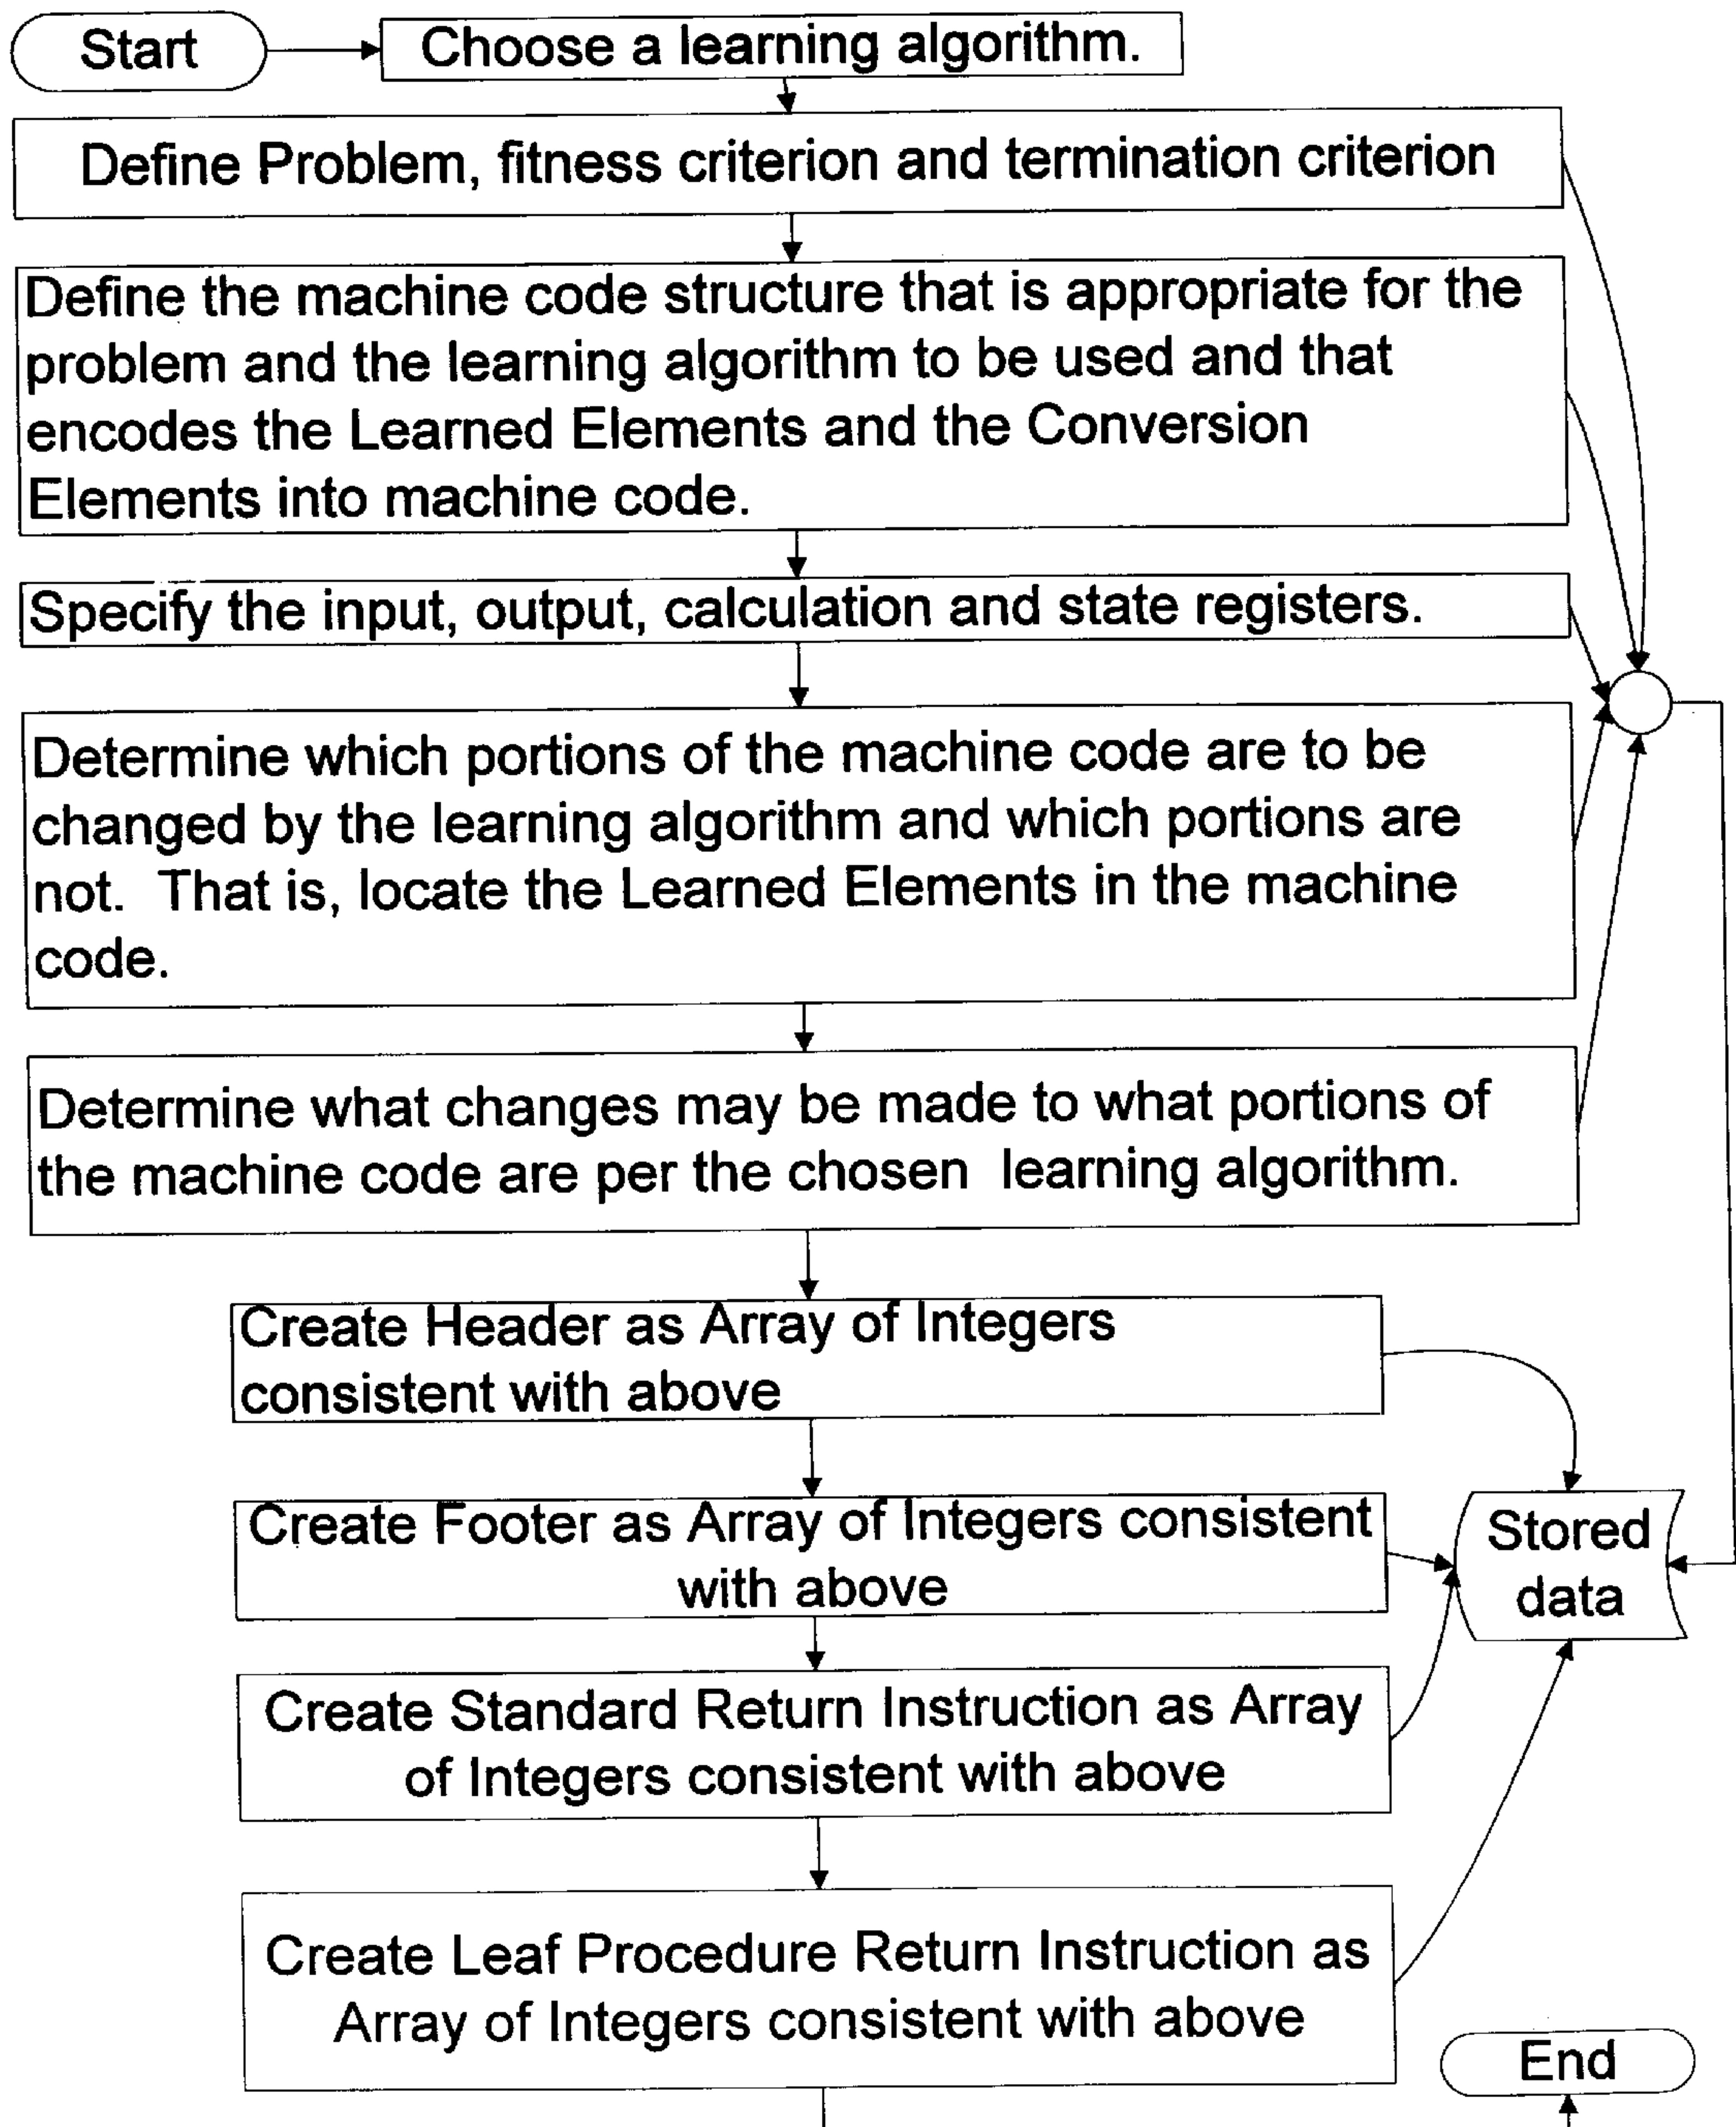 Start
Choose a learning algorithm.
Define Problem, fitness criterion and termination criterion
Define the machine code structure that is appropriate for the
problem and the learning algorithm to be used and that
encodes the Learned Elements and the Conversion
Elements into machine code.
Specify the input, output, calculation and state registers.
Determine which portions of the machine code are to be
changed by the learning algorithm and which portions are
not. That is, locate the Learned Elements in the machine
code.
Determine what changes may be made to what portions of
the machine code are per the chosen learning algorithm.
Create Header as Array of Integers
consistent with above
Create Footer as Array of Integers consistent
with above
Stored
data
Create Standard Return Instruction as Array
of Integers consistent with above
Create Leaf Procedure Return Instruction as
Array of Integers consistent with above
End